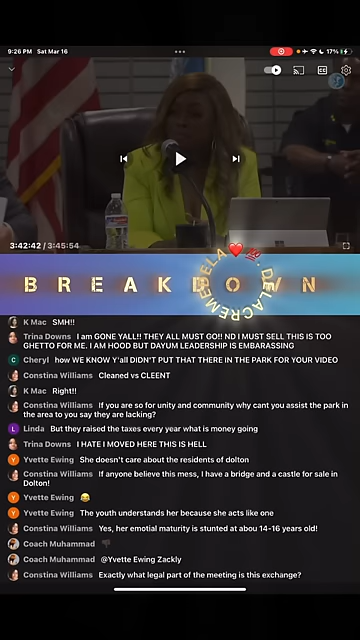 9:26 PM Sat Mar 16
17%
CC
3:42:42 / 3:45:54
BREAKDOWN
DELACREMEDELA
K Mac SMH!!
Trina Downs I am GONE YALL!! THEY ALL MUST GO!! ND I MUST SELL THIS IS TOO
GHETTO FOR ME. I AM HOOD BUT DAYUM LEADERSHIP IS EMBARASSING
C Cheryl how WE KNOW Y'all DIDN'T PUT THAT THERE IN THE PARK FOR YOUR VIDEO
Constina Williams Cleaned vs CLEENT
K Mac Right!!
Constina Williams If you are so for unity and community why cant you assist the park in
the area to you say they are lacking?
L Linda But they raised the taxes every year what is money going
Trina Downs I HATE I MOVED HERE THIS IS HELL
Y Yvette Ewing She doesn't care about the residents of dolton
Constina Williams If anyone believe this mess, I have a bridge and a castle for sale in
Dolton!
Y Yvette Ewing 😂
Y Yvette Ewing The youth understands her because she acts like one
Constina Williams Yes, her emotial maturity is stunted at abou 14-16 years old!
Coach Muhammad 👎🏿
Coach Muhammad @Yvette Ewing Zackly
Constina Williams Exactly what legal part of the meeting is this exchange?